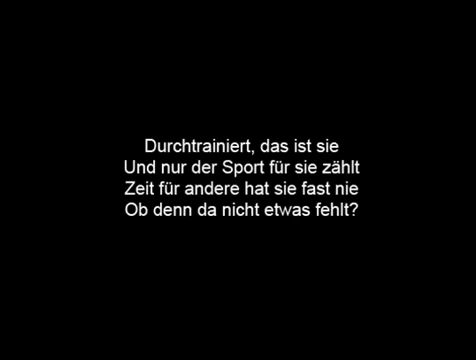 Durchtrainiert, das ist sie
Und nur der Sport für sie zählt
Zeit für andere hat sie fast nie
Ob denn da nicht etwas fehlt?